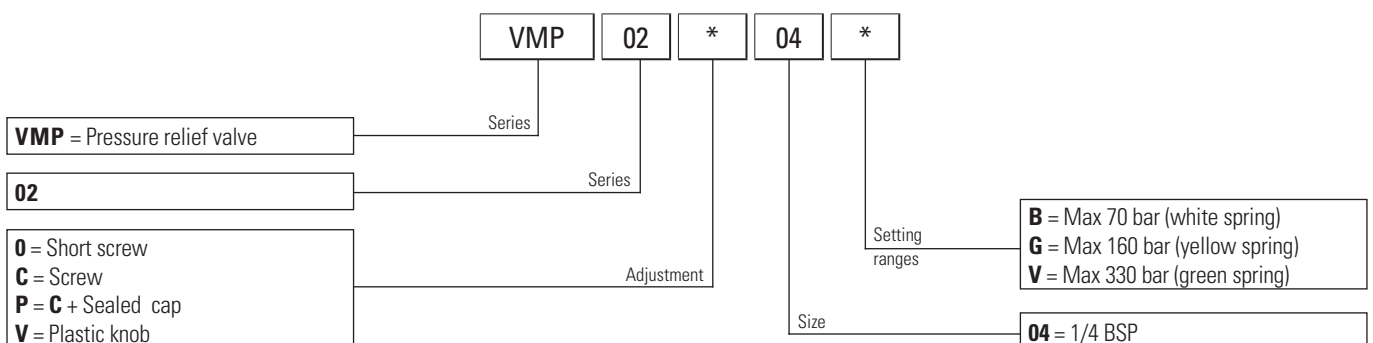 VMP 02 * 04 *
Series
VMP = Pressure relief valve
Series
02
0 = Short screw
C = Screw
P = C + Sealed cap
V = Plastic knob
Adjustment
Setting
ranges
B = Max 70 bar (white spring)
G = Max 160 bar (yellow spring)
V = Max 330 bar (green spring)
Size
04 = 1/4 BSP